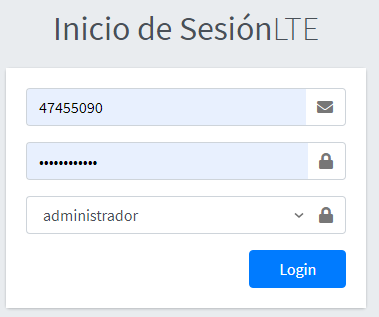 Inicio de SesiónLTE
47455090
••••••••••••
administrador
Login